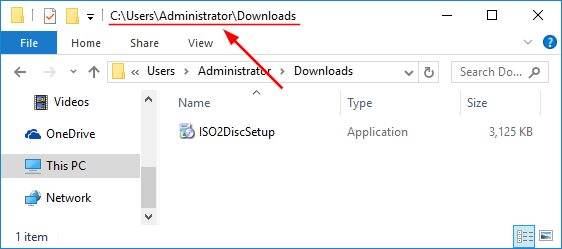 C:\Users\Administrator\Downloads
File Home Share View
« Users > Administrator > Downloads
Search Do...
Name Type Size
Videos
OneDrive
This PC
Network
ISO2DiscSetup Application 3,125 KB
1 item